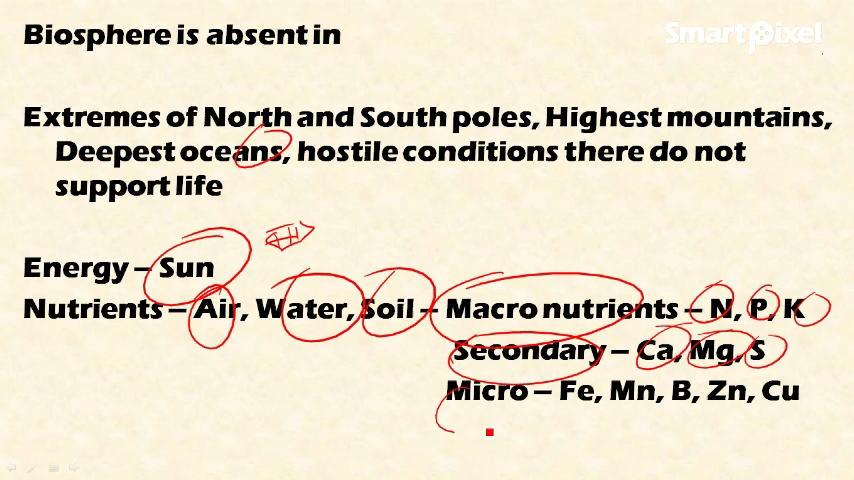 SmartPixel
Biosphere is absent in
Extremes of North and South poles, Highest mountains,
Deepest oceans, hostile conditions there do not
support life
Energy – Sun
Nutrients – Air, Water, Soil – Macro nutrients – N, P, K
Secondary – Ca, Mg, S
Micro – Fe, Mn, B, Zn, Cu